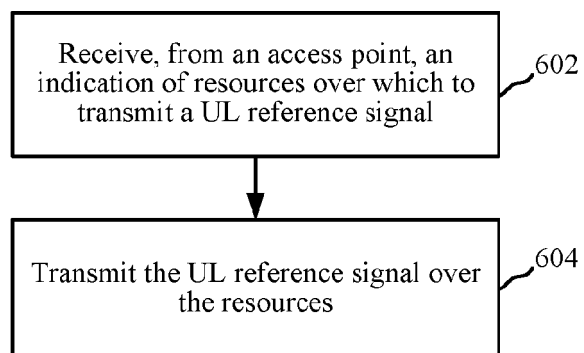 Receive, from an access point, an
indication of resources over which to
transmit a UL reference signal
602
Transmit the UL reference signal over
the resources
604